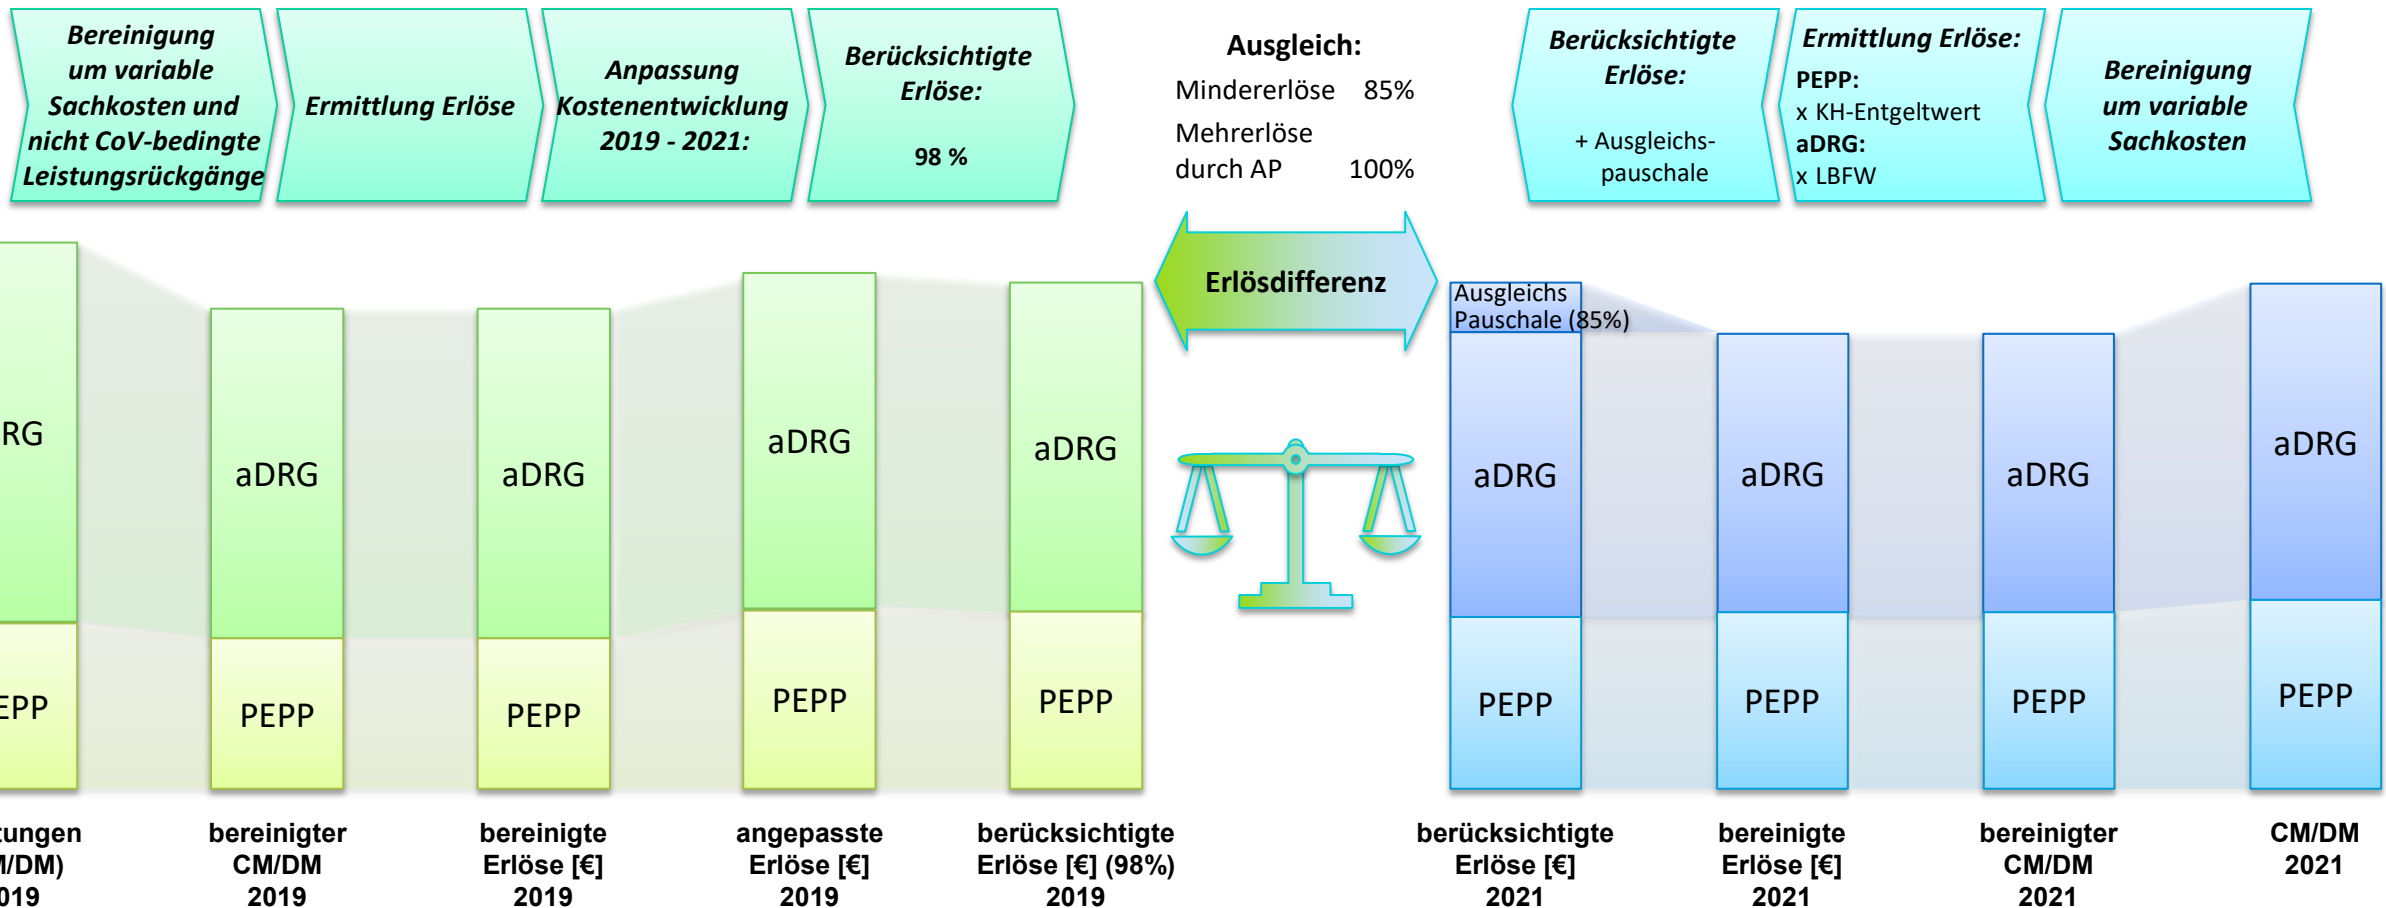 Bereinigung
um variable
Sachkosten und
nicht CoV-bedingte
Leistungsrückgänge
Ermittlung Erlöse
Anpassung
Kostenentwicklung
2019 - 2021:
Berücksichtigte
Erlöse:
98 %
Ausgleich:
Mindererlöse 85%
Mehrerlöse
durch AP 100%
Berücksichtigte
Erlöse:
+ Ausgleichs-
pauschale
Ermittlung Erlöse:
PEPP:
x KH-Entgeltwert
aDRG:
x LBFW
Bereinigung
um variable
Sachkosten
Erlösdifferenz
Ausgleichs
Pauschale (85%)
RG
aDRG
aDRG
aDRG
aDRG
aDRG
aDRG
aDRG
aDRG
EPP
PEPP
PEPP
PEPP
PEPP
PEPP
PEPP
PEPP
PEPP
tungen
M/DM)
019
bereinigter
CM/DM
2019
bereinigte
Erlöse [€]
2019
angepasste
Erlöse [€]
2019
berücksichtigte
Erlöse [€] (98%)
2019
berücksichtigte
Erlöse [€]
2021
bereinigte
Erlöse [€]
2021
bereinigter
CM/DM
2021
CM/DM
2021